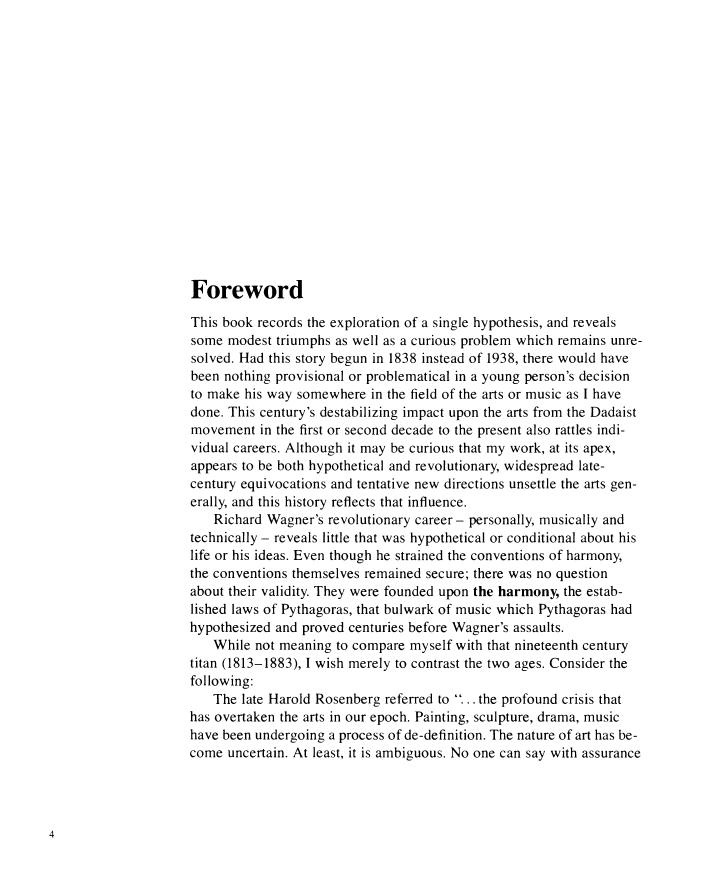 Foreword
This book records the exploration of a single hypothesis, and reveals
some modest triumphs as well as a curious problem which remains unre-
solved. Had this story begun in 1838 instead of 1938, there would have
been nothing provisional or problematical in a young person's decision
to make his way somewhere in the field of the arts or music as I have
done. This century's destabilizing impact upon the arts from the Dadaist
movement in the first or second decade to the present also rattles indi-
vidual careers. Although it may be curious that my work, at its apex,
appears to be both hypothetical and revolutionary, widespread late-
century equivocations and tentative new directions unsettle the arts gen-
erally, and this history reflects that influence.
Richard Wagner's revolutionary career – personally, musically and
technically – reveals little that was hypothetical or conditional about his
life or his ideas. Even though he strained the conventions of harmony,
the conventions themselves remained secure; there was no question
about their validity. They were founded upon the harmony, the estab-
lished laws of Pythagoras, that bulwark of music which Pythagoras had
hypothesized and proved centuries before Wagner's assaults.
While not meaning to compare myself with that nineteenth century
titan (1813–1883), I wish merely to contrast the two ages. Consider the
following:
The late Harold Rosenberg referred to “. . . the profound crisis that
has overtaken the arts in our epoch. Painting, sculpture, drama, music
have been undergoing a process of de-definition. The nature of art has be-
come uncertain. At least, it is ambiguous. No one can say with assurance
4